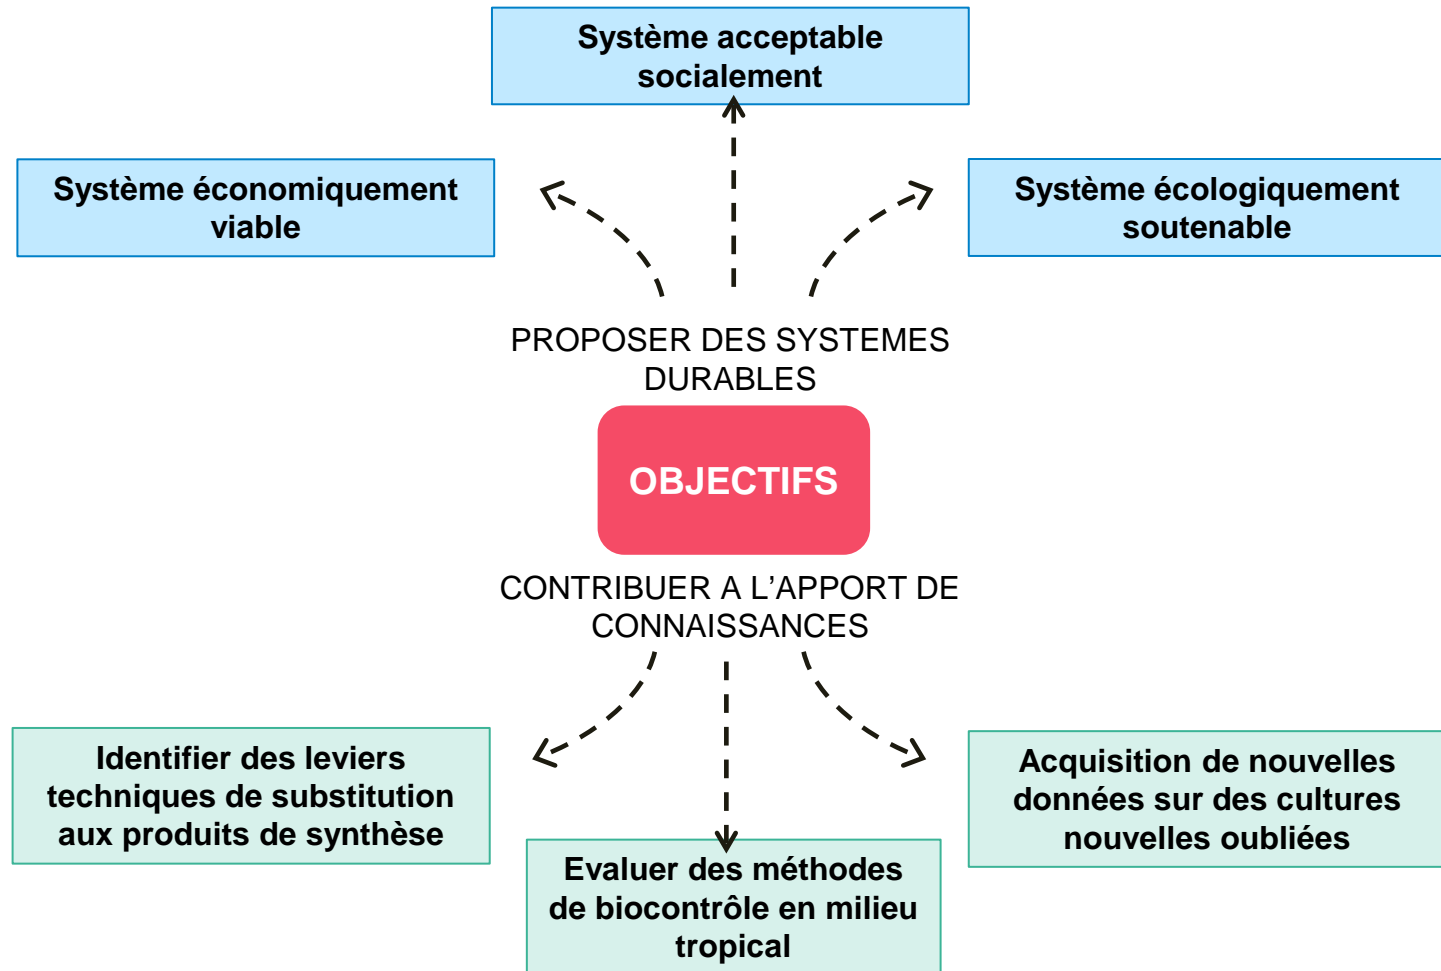 Système acceptable
socialement
Système économiquement
viable
Système écologiquement
soutenable
PROPOSER DES SYSTEMES
DURABLES
OBJECTIFS
CONTRIBUER A L’APPORT DE
CONNAISSANCES
Identifier des leviers
techniques de substitution
aux produits de synthèse
Evaluer des méthodes
de biocontrôle en milieu
tropical
Acquisition de nouvelles
données sur des cultures
nouvelles oubliées